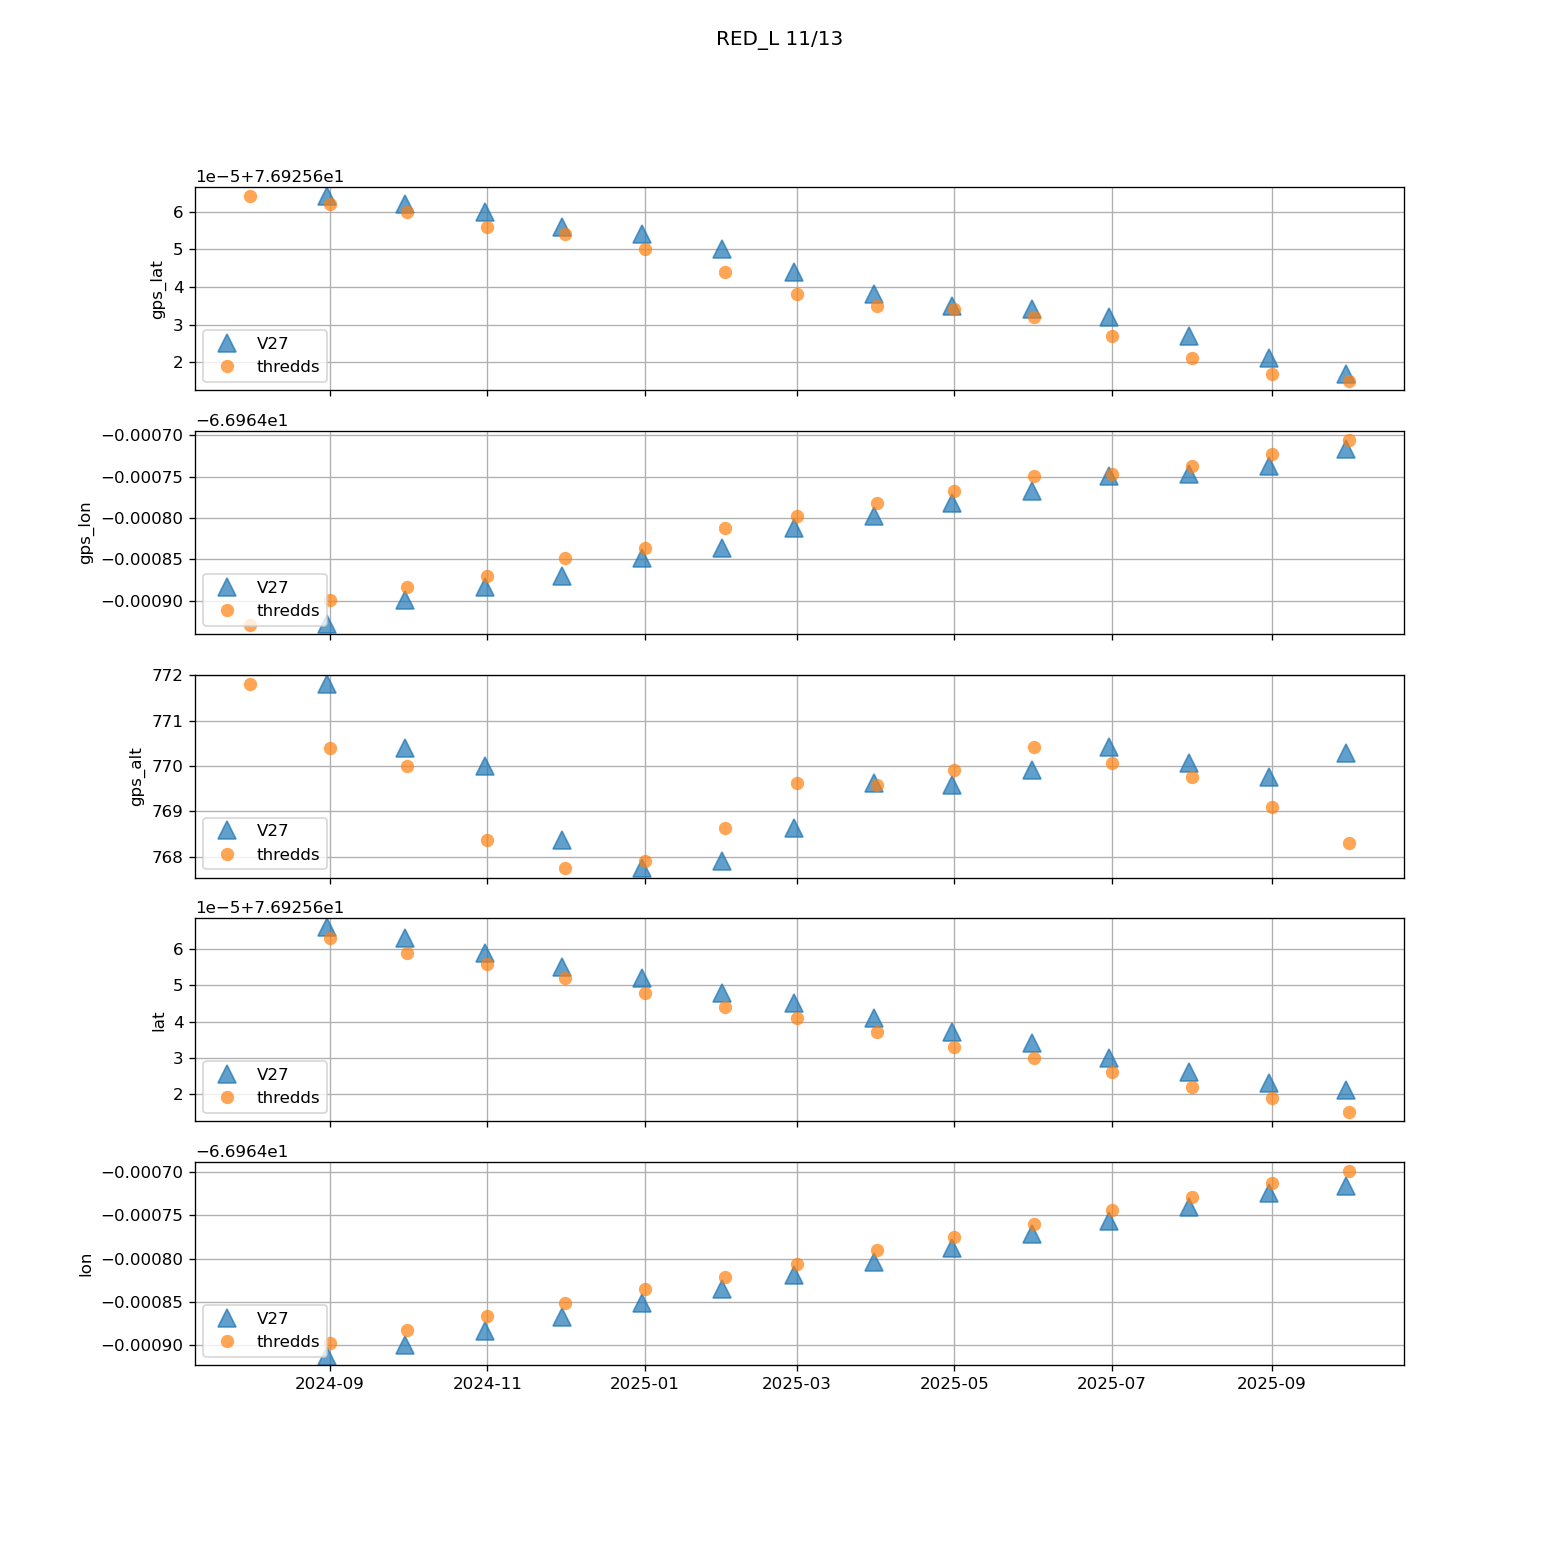 RED_L 11/13
1e−5+7.69256e1
6
5
4
3
2
gps_lat
V27
thredds
−6.6964e1
−0.00070
−0.00075
−0.00080
−0.00085
−0.00090
gps_lon
V27
thredds
772
771
770
769
768
gps_alt
V27
thredds
1e−5+7.69256e1
6
5
4
3
2
lat
V27
thredds
−6.6964e1
−0.00070
−0.00075
−0.00080
−0.00085
−0.00090
lon
V27
thredds
2024-09 2024-11 2025-01 2025-03 2025-05 2025-07 2025-09